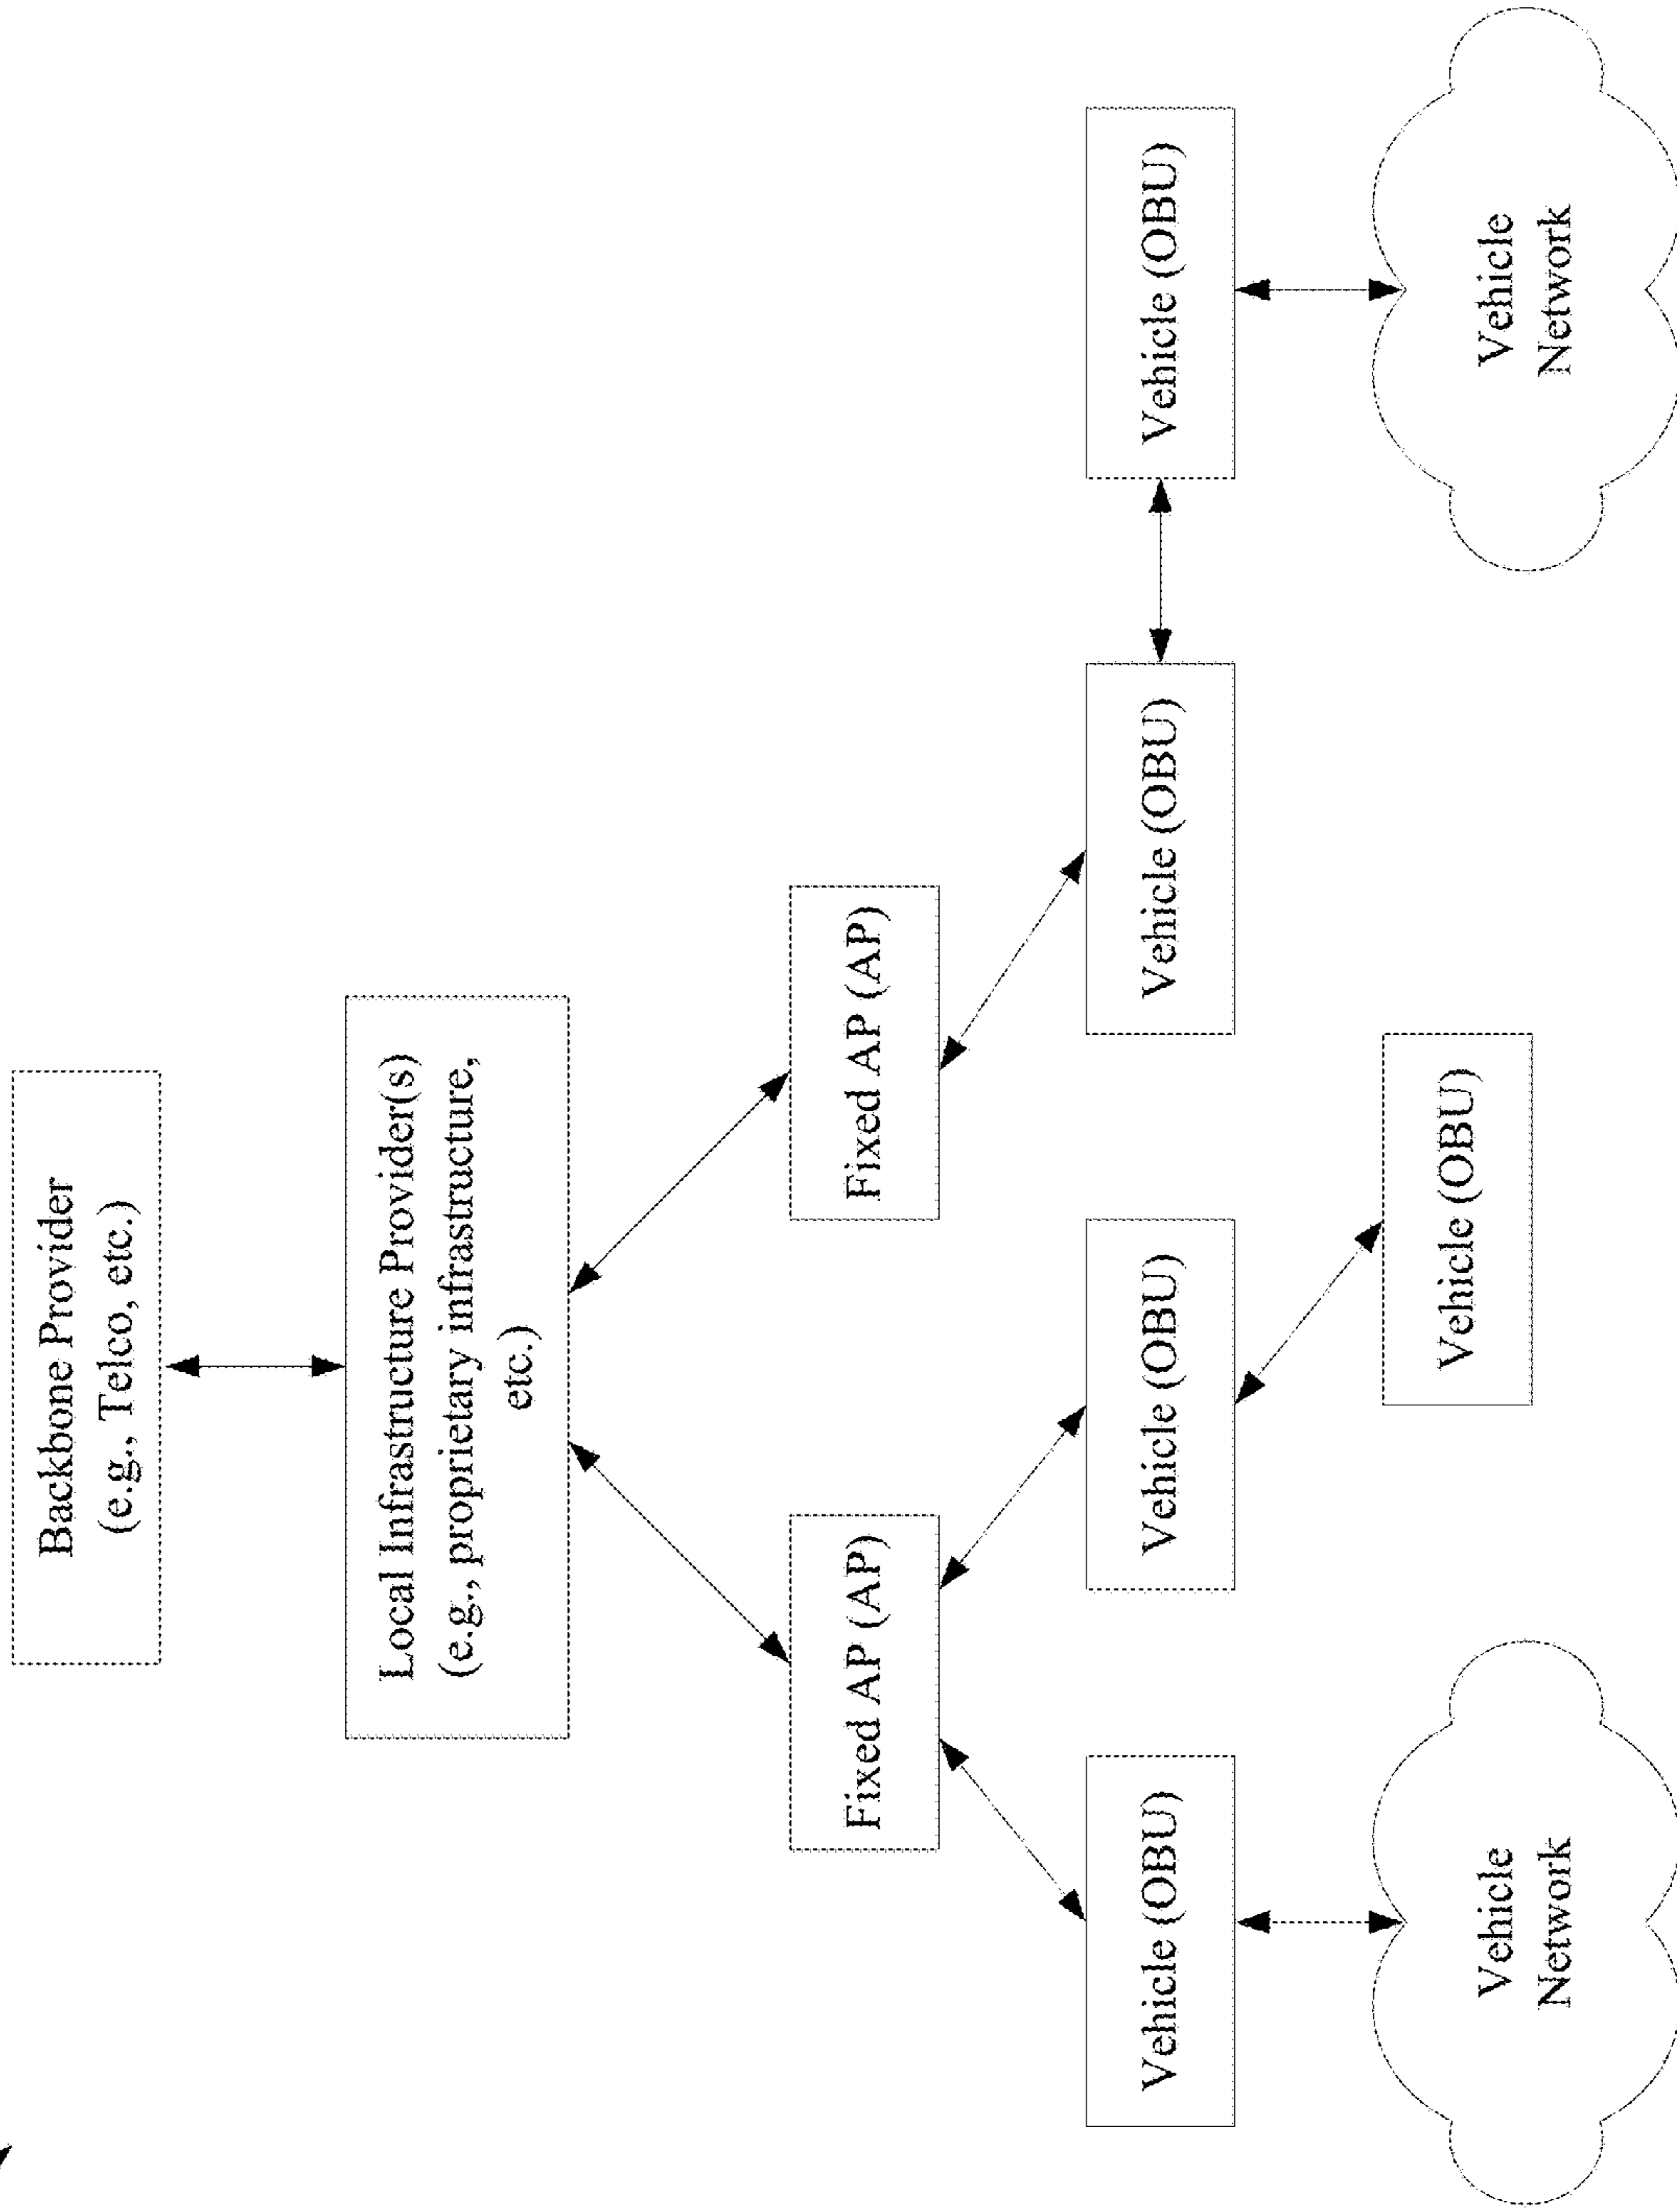 Backbone Provider
(e.g., Telco, etc.)
Local Infrastructure Provider(s)
(e.g., proprietary infrastructure,
etc.)
Fixed AP (AP)
Fixed AP (AP)
Vehicle (OBU)
Vehicle (OBU)
Vehicle (OBU)
Vehicle (OBU)
Vehicle (OBU)
Vehicle
Network
Vehicle
Network